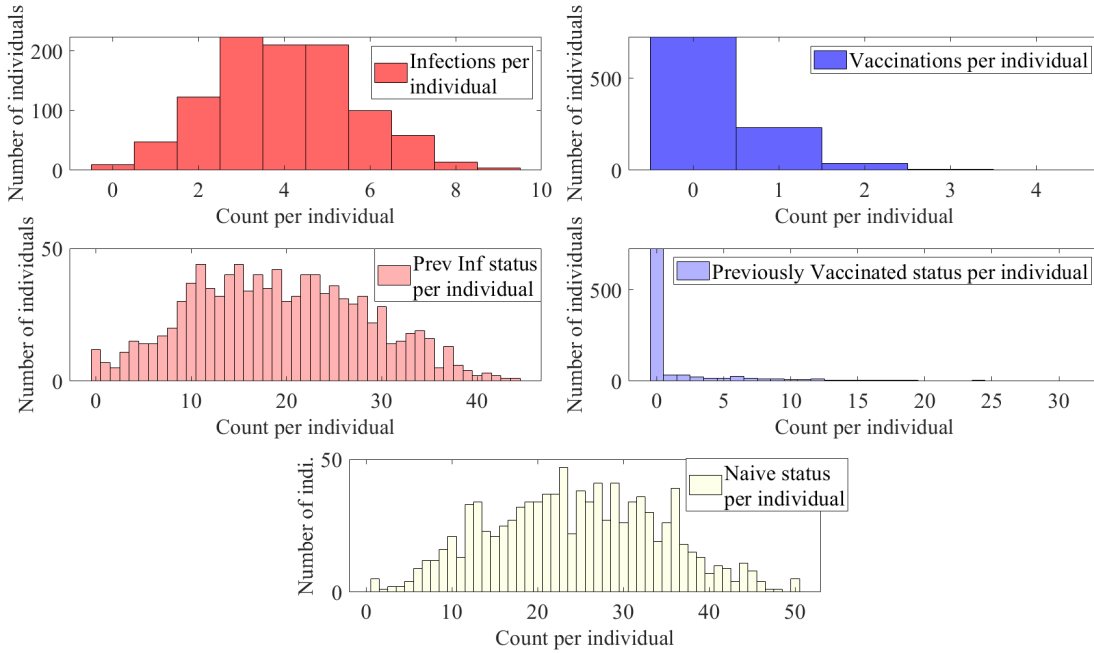 Number of individuals
200
100
0
Infections per
individual
0 2 4 6 8 10
Count per individual
Number of individuals
500
0
Vaccinations per individual
0 1 2 3 4
Count per individual
Number of individuals
50
0
Prev Inf status
per individual
0 10 20 30 40
Count per individual
Number of individuals
500
0
Previously Vaccinated status per individual
0 5 10 15 20 25 30
Count per individual
Number of indi.
50
0
Naive status
per individual
0 10 20 30 40 50
Count per individual